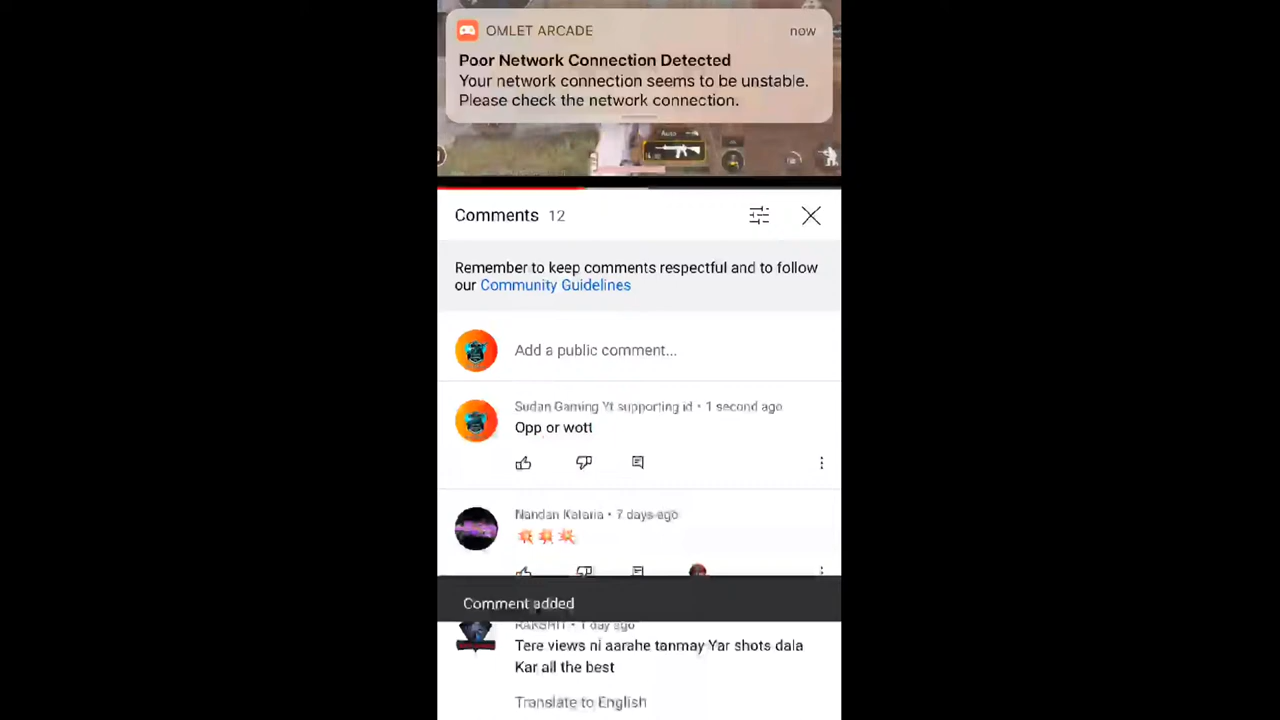 OMLET ARCADE now
Poor Network Connection Detected
Your network connection seems to be unstable.
Please check the network connection.
Auto
Comments 12
Remember to keep comments respectful and to follow
our Community Guidelines
Add a public comment...
Sudan Gaming Yt supporting id • 1 second ago
Opp or wott
Nandan Kataria • 7 days ago
💥💥💥
Comment added
RAKSHIT • 1 day ago
Tere views ni aarahe tanmay Yar shots dala
Kar all the best
Translate to English